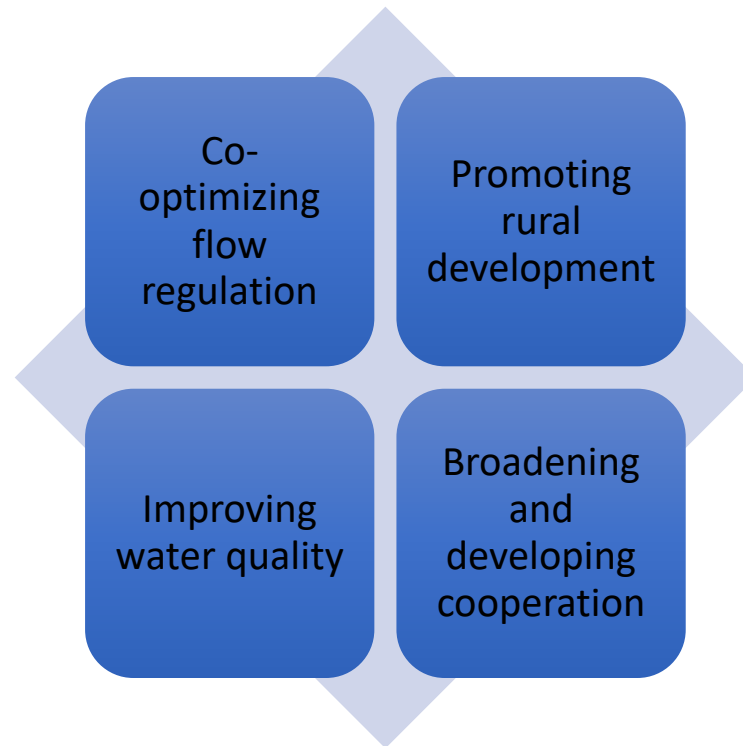 Co-
optimizing
flow
regulation
Promoting
rural
development
Improving
water quality
Broadening
and
developing
cooperation